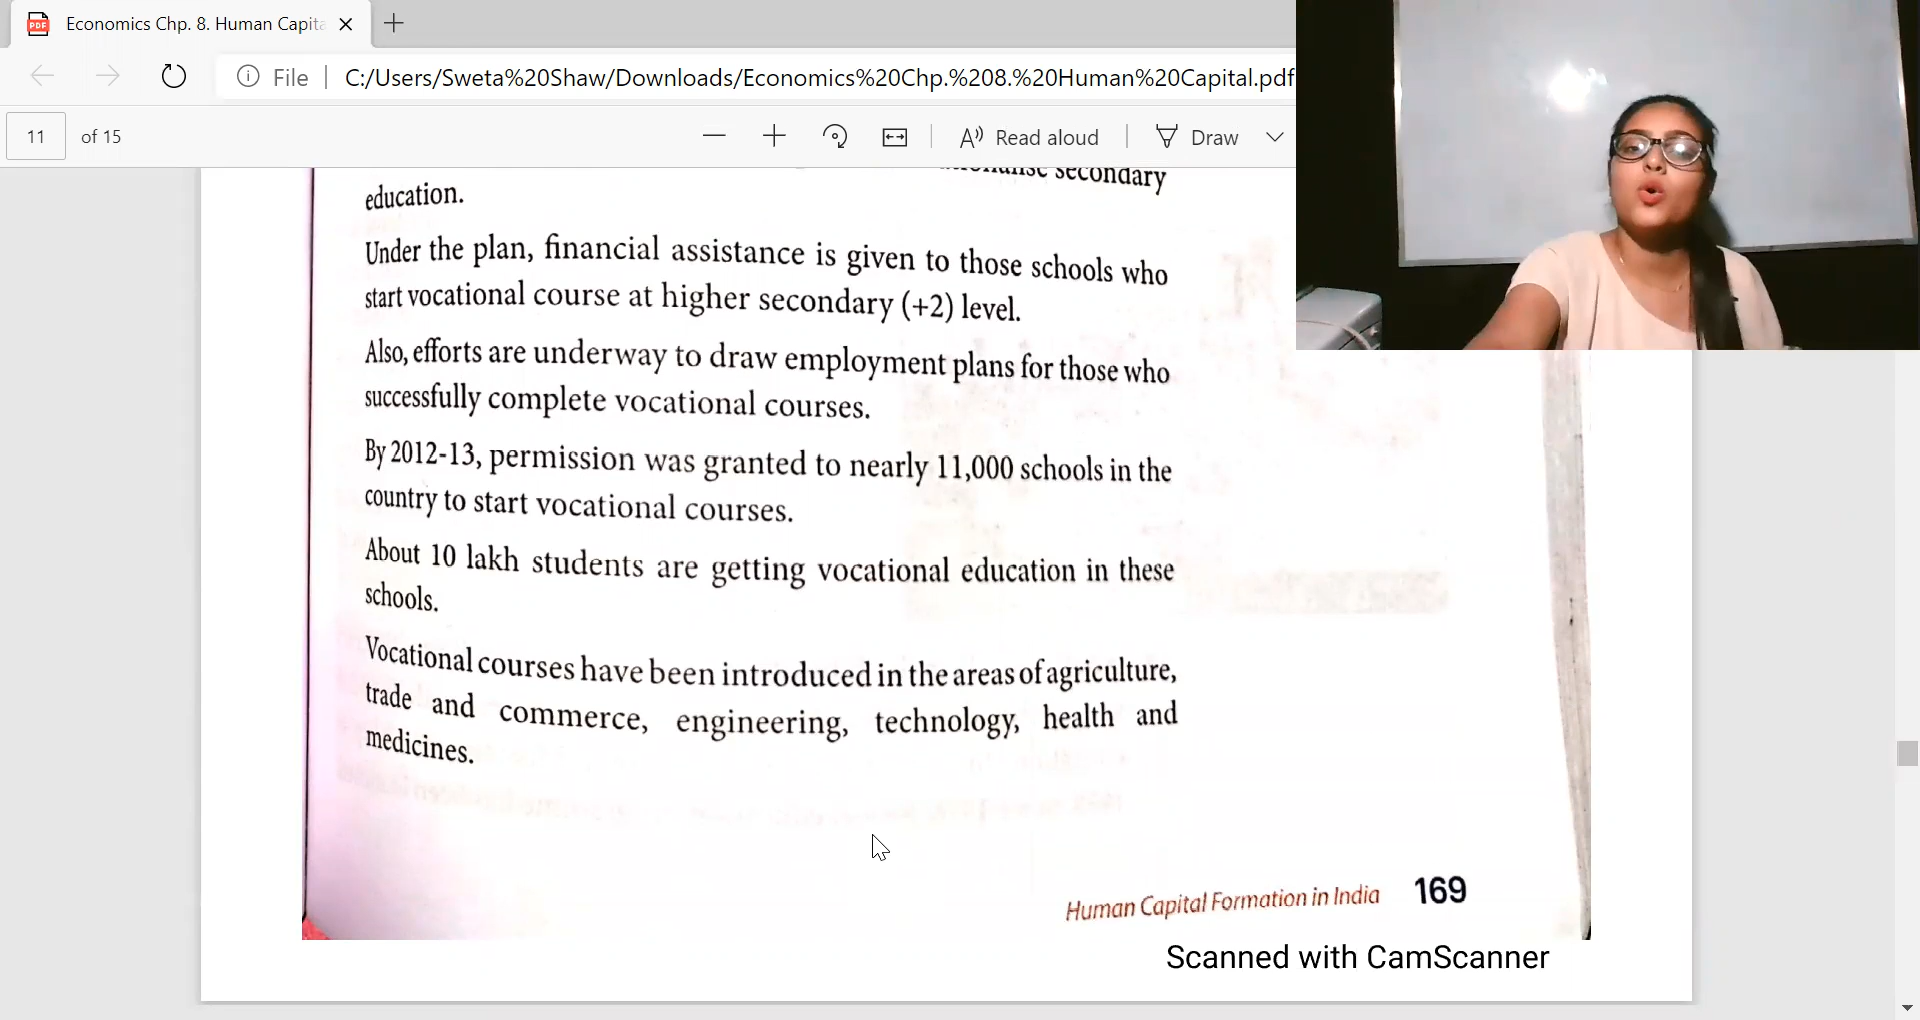 Economics Chp. 8. Human Capita
File
C:/Users/Sweta%20Shaw/Downloads/Economics%20Chp.%208.%20Human%20Capital.pdf
11
of 15
Read aloud
Draw
secondary
education.
Under the plan, financial assistance is given to those schools who
start vocational course at higher secondary (+2) level.
Also, efforts are underway to draw employment plans for those who
successfully complete vocational courses.
By 2012-13, permission was granted to nearly 11,000 schools in the
country to start vocational courses.
About 10 lakh students are getting vocational education in these
schools.
Vocational courses have been introduced in the areas of agriculture,
trade and commerce, engineering, technology, health and
medicines.
Human Capital Formation in India 169
Scanned with CamScanner